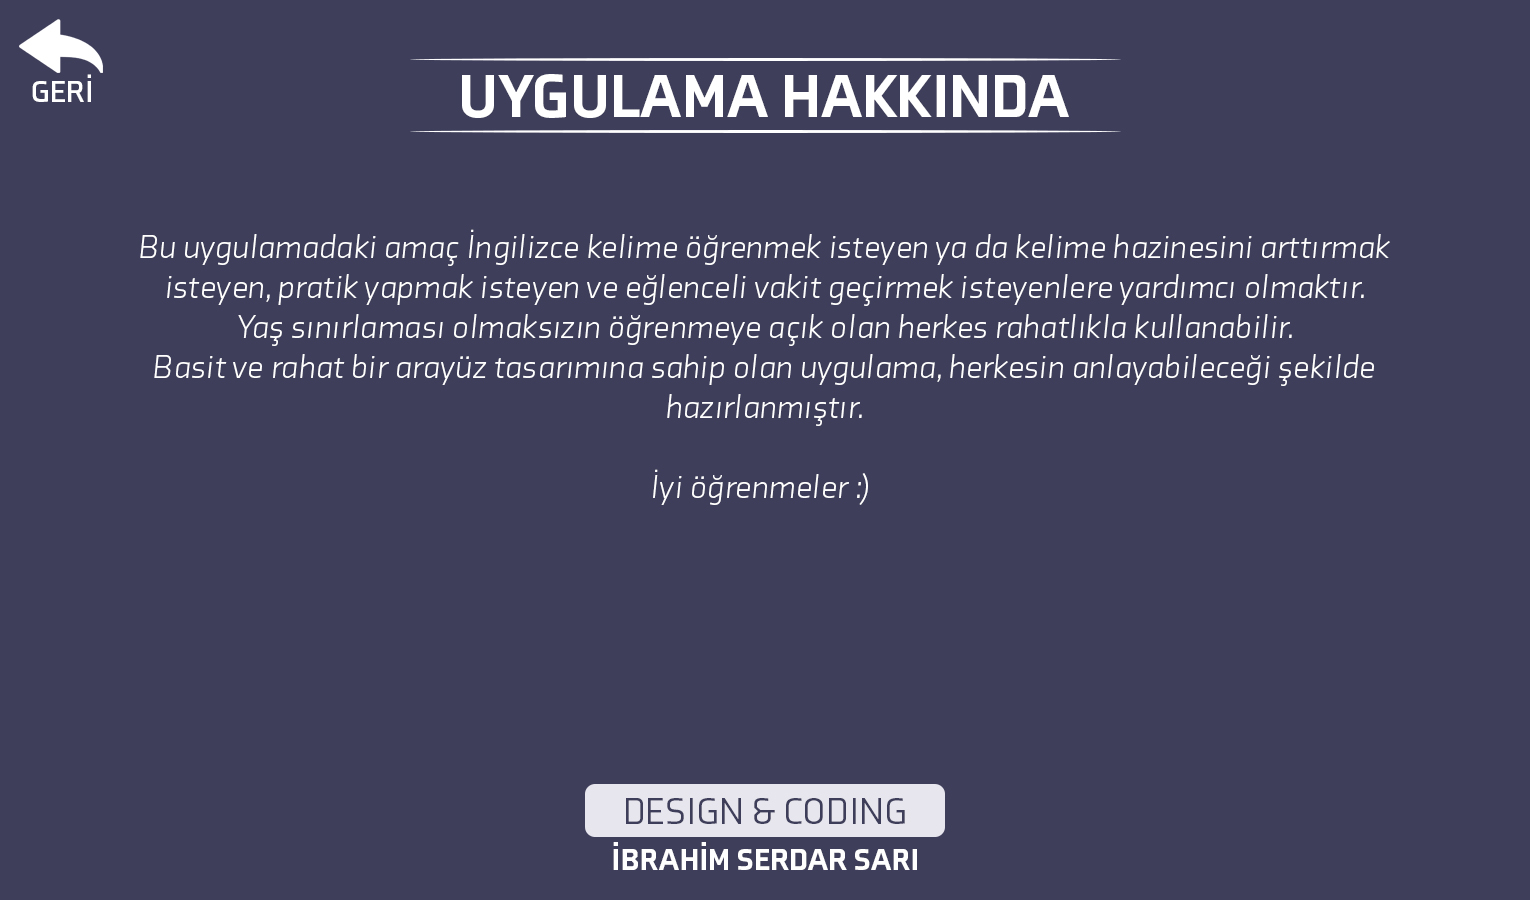 GERİ
UYGULAMA HAKKINDA
Bu uygulamadaki amaç İngilizce kelime öğrenmek isteyen ya da kelime hazinesini arttırmak
isteyen, pratik yapmak isteyen ve eğlenceli vakit geçirmek isteyenlere yardımcı olmaktır.
Yaş sınırlaması olmaksızın öğrenmeye açık olan herkes rahatlıkla kullanabilir.
Basit ve rahat bir arayüz tasarımına sahip olan uygulama, herkesin anlayabileceği şekilde
hazırlanmıştır.
İyi öğrenmeler :)
DESIGN & CODING
İBRAHİM SERDAR SARI